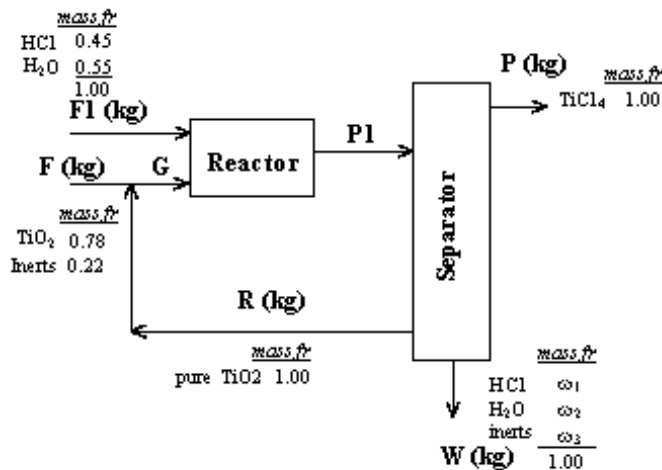 mass fr
HCl 0.45
H₂O 0.55
1.00
F1 (kg)
F (kg)
G
mass fr
TiO₂ 0.78
Inerts 0.22
Reactor
P1
Separator
P (kg)
mass fr
TiCl₄ 1.00
R (kg)
mass fr
pure TiO2 1.00
mass fr
HCl ω₁
H₂O ω₂
inerts ω₃
W (kg) 1.00